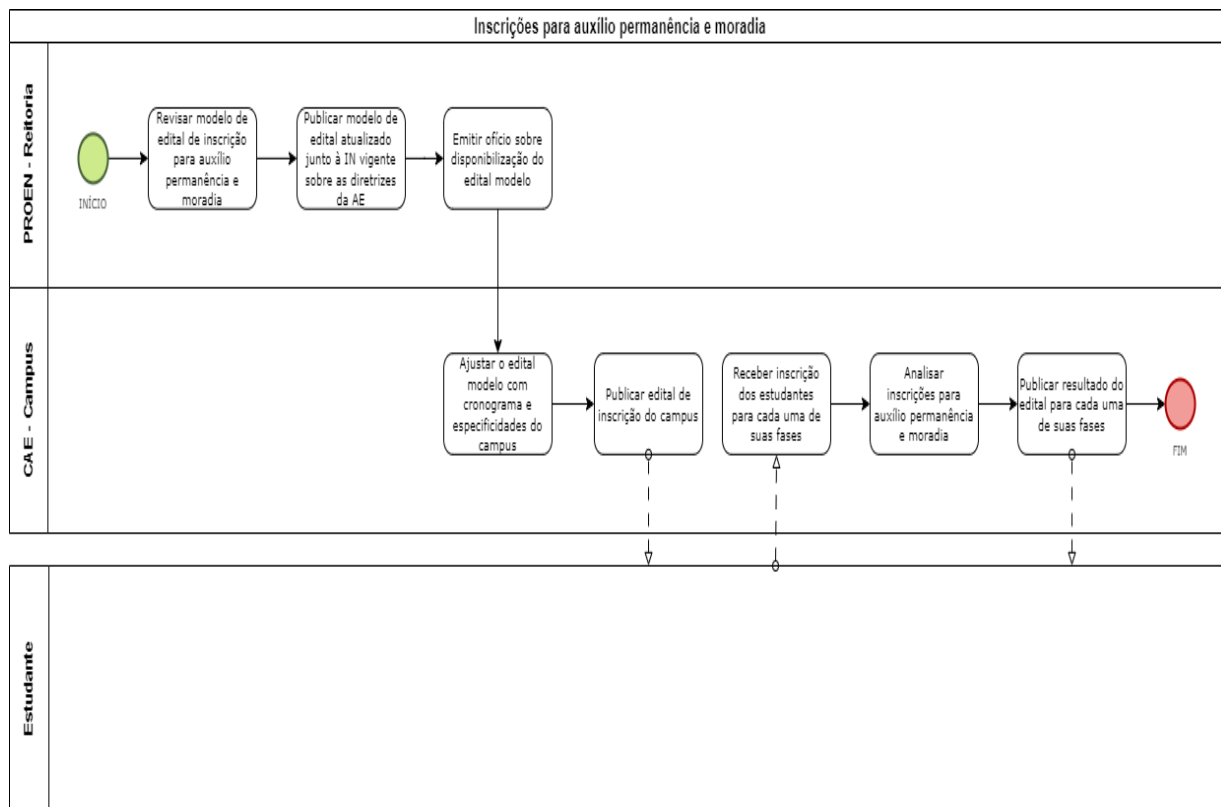 Inscrições para auxílio permanência e moradia
PROEN - Reitoria
INÍCIO
Revisar modelo de
edital de inscrição
para auxílio
permanência e
moradia
Publicar modelo de
edital atualizado
junto à IN vigente
sobre as diretrizes
da AE
Emitir ofício sobre
disponibilização do
edital modelo
CAE - Campus
Ajustar o edital
modelo com
cronograma e
especificidades do
campus
Publicar edital de
inscrição do campus
Receber inscrição
dos estudantes
para cada uma de
suas fases
Analisar
inscrições para
auxílio permanência
e moradia
Publicar resultado do
edital para cada uma
de suas fases
FIM
Estudante